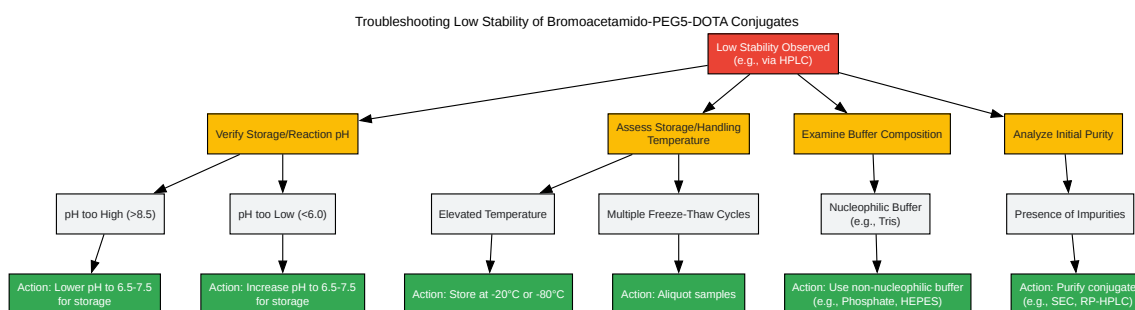 Troubleshooting Low Stability of Bromoacetamido-PEG5-DOTA Conjugates
Low Stability Observed
(e.g., via HPLC)
Verify Storage/Reaction pH
Assess Storage/Handling
Temperature
Examine Buffer Composition
Analyze Initial Purity
pH too High (>8.5)
pH too Low (<6.0)
Elevated Temperature
Multiple Freeze-Thaw Cycles
Nucleophilic Buffer
(e.g., Tris)
Presence of Impurities
Action: Lower pH to 6.5-7.5
for storage
Action: Increase pH to 6.5-7.5
for storage
Action: Store at -20°C or -80°C
Action: Aliquot samples
Action: Use non-nucleophilic buffer
(e.g., Phosphate, HEPES)
Action: Purify conjugate
(e.g., SEC, RP-HPLC)